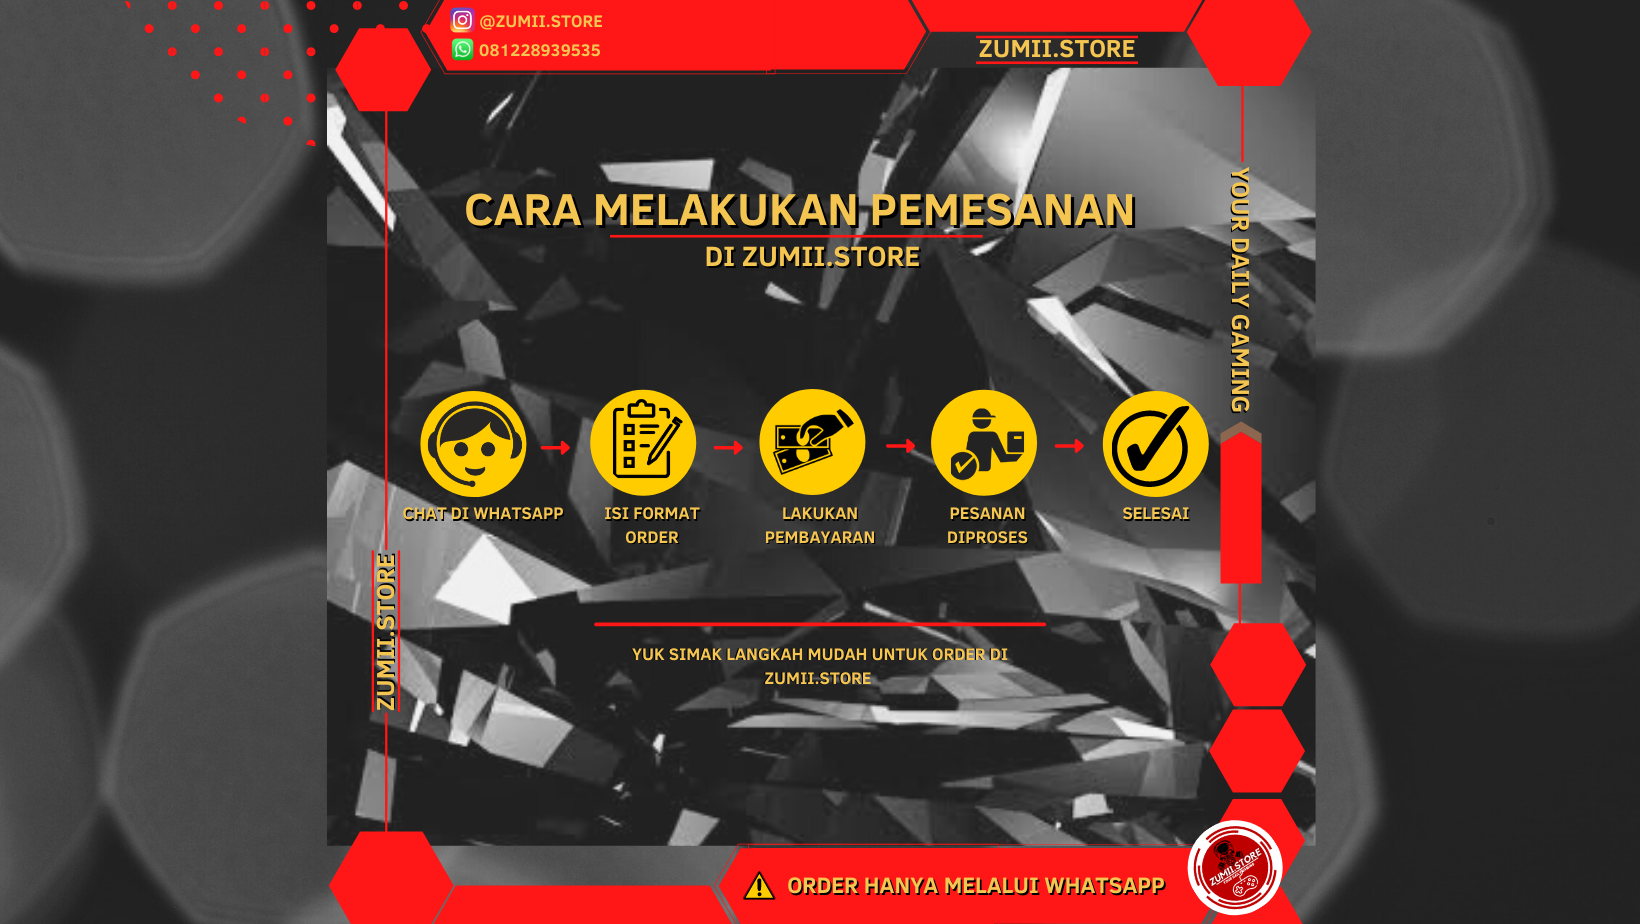 @ZUMII.STORE
081228939535
ZUMII.STORE
CARA MELAKUKAN PEMESANAN
DI ZUMII.STORE
YOUR DAILY GAMING
CHAT DI WHATSAPP
ISI FORMAT
ORDER
LAKUKAN
PEMBAYARAN
PESANAN
DIPROSES
SELESAI
ZUMII.STORE
YUK SIMAK LANGKAH MUDAH UNTUK ORDER DI
ZUMII.STORE
ORDER HANYA MELALUI WHATSAPP
ZUMII STORE